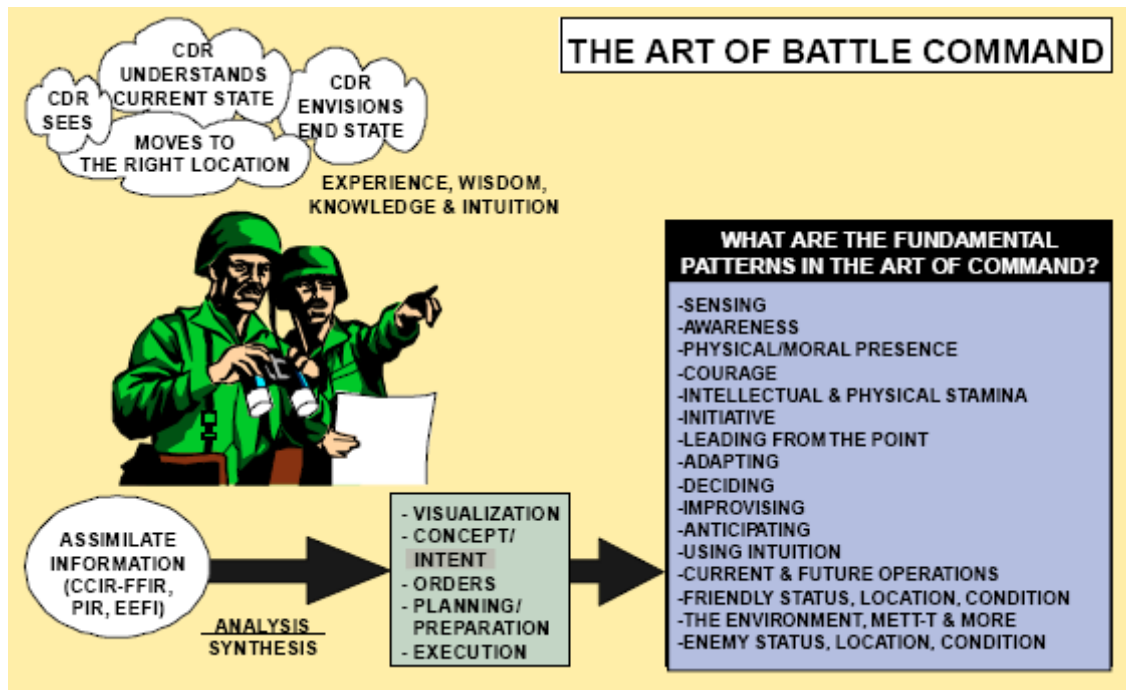 THE ART OF BATTLE COMMAND
CDR
SEES
CDR
UNDERSTANDS
CURRENT STATE
CDR
ENVISIONS
END STATE
MOVES TO
THE RIGHT LOCATION
EXPERIENCE, WISDOM,
KNOWLEDGE & INTUITION
ASSIMILATE
INFORMATION
(CCIR-FFIR,
PIR, EEFI)
ANALYSIS
SYNTHESIS
- VISUALIZATION
- CONCEPT/
INTENT
- ORDERS
- PLANNING/
PREPARATION
- EXECUTION
WHAT ARE THE FUNDAMENTAL
PATTERNS IN THE ART OF COMMAND?
-SENSING
-AWARENESS
-PHYSICAL/MORAL PRESENCE
-COURAGE
-INTELLECTUAL & PHYSICAL STAMINA
-INITIATIVE
-LEADING FROM THE POINT
-ADAPTING
-DECIDING
-IMPROVISING
-ANTICIPATING
-USING INTUITION
-CURRENT & FUTURE OPERATIONS
-FRIENDLY STATUS, LOCATION, CONDITION
-THE ENVIRONMENT, METT-T & MORE
-ENEMY STATUS, LOCATION, CONDITION